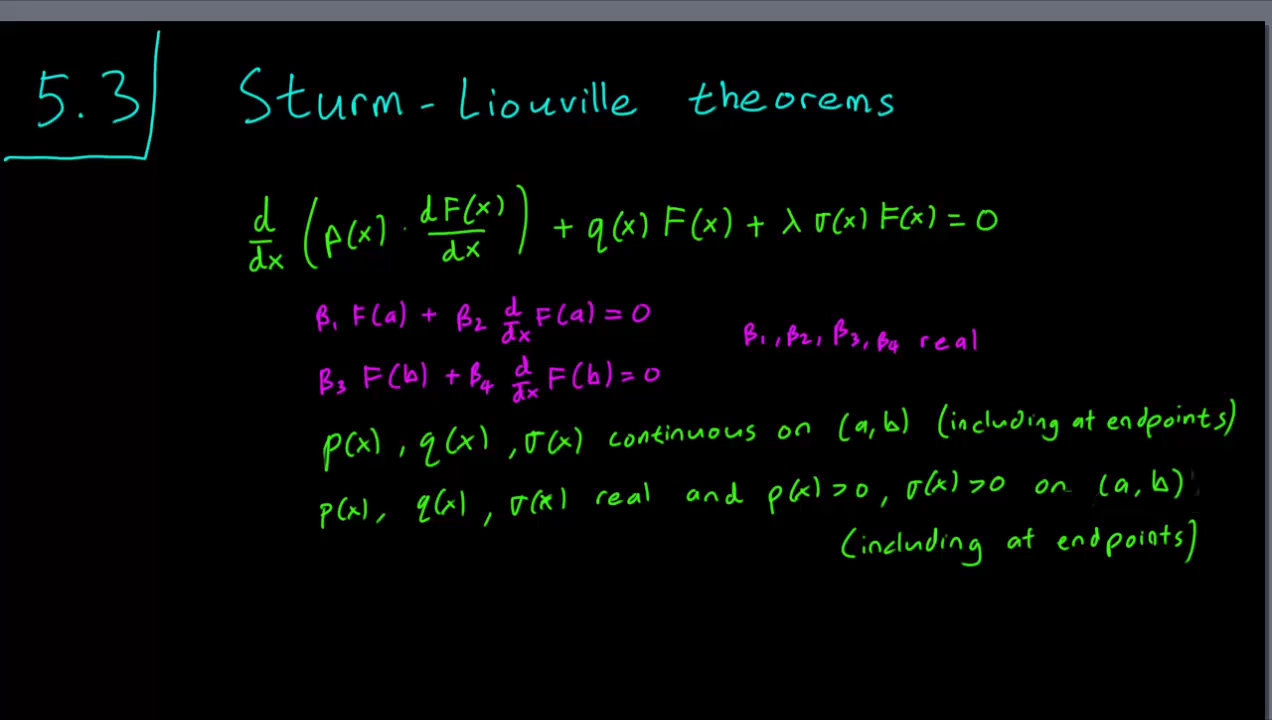 5.3 Sturm-Liouville theorems
d/dx (p(x) · dF(x)/dx) + q(x) F(x) + λ σ(x) F(x) = 0
β₁ F(a) + β₂ d/dx F(a) = 0
β₁, β₂, β₃, β₄ real
β₃ F(b) + β₄ d/dx F(b) = 0
p(x), q(x), σ(x) continuous on (a,b) (including at endpoints)
p(x), q(x), σ(x) real and p(x) >0, σ(x) >0 on (a,b)
(including at endpoints)